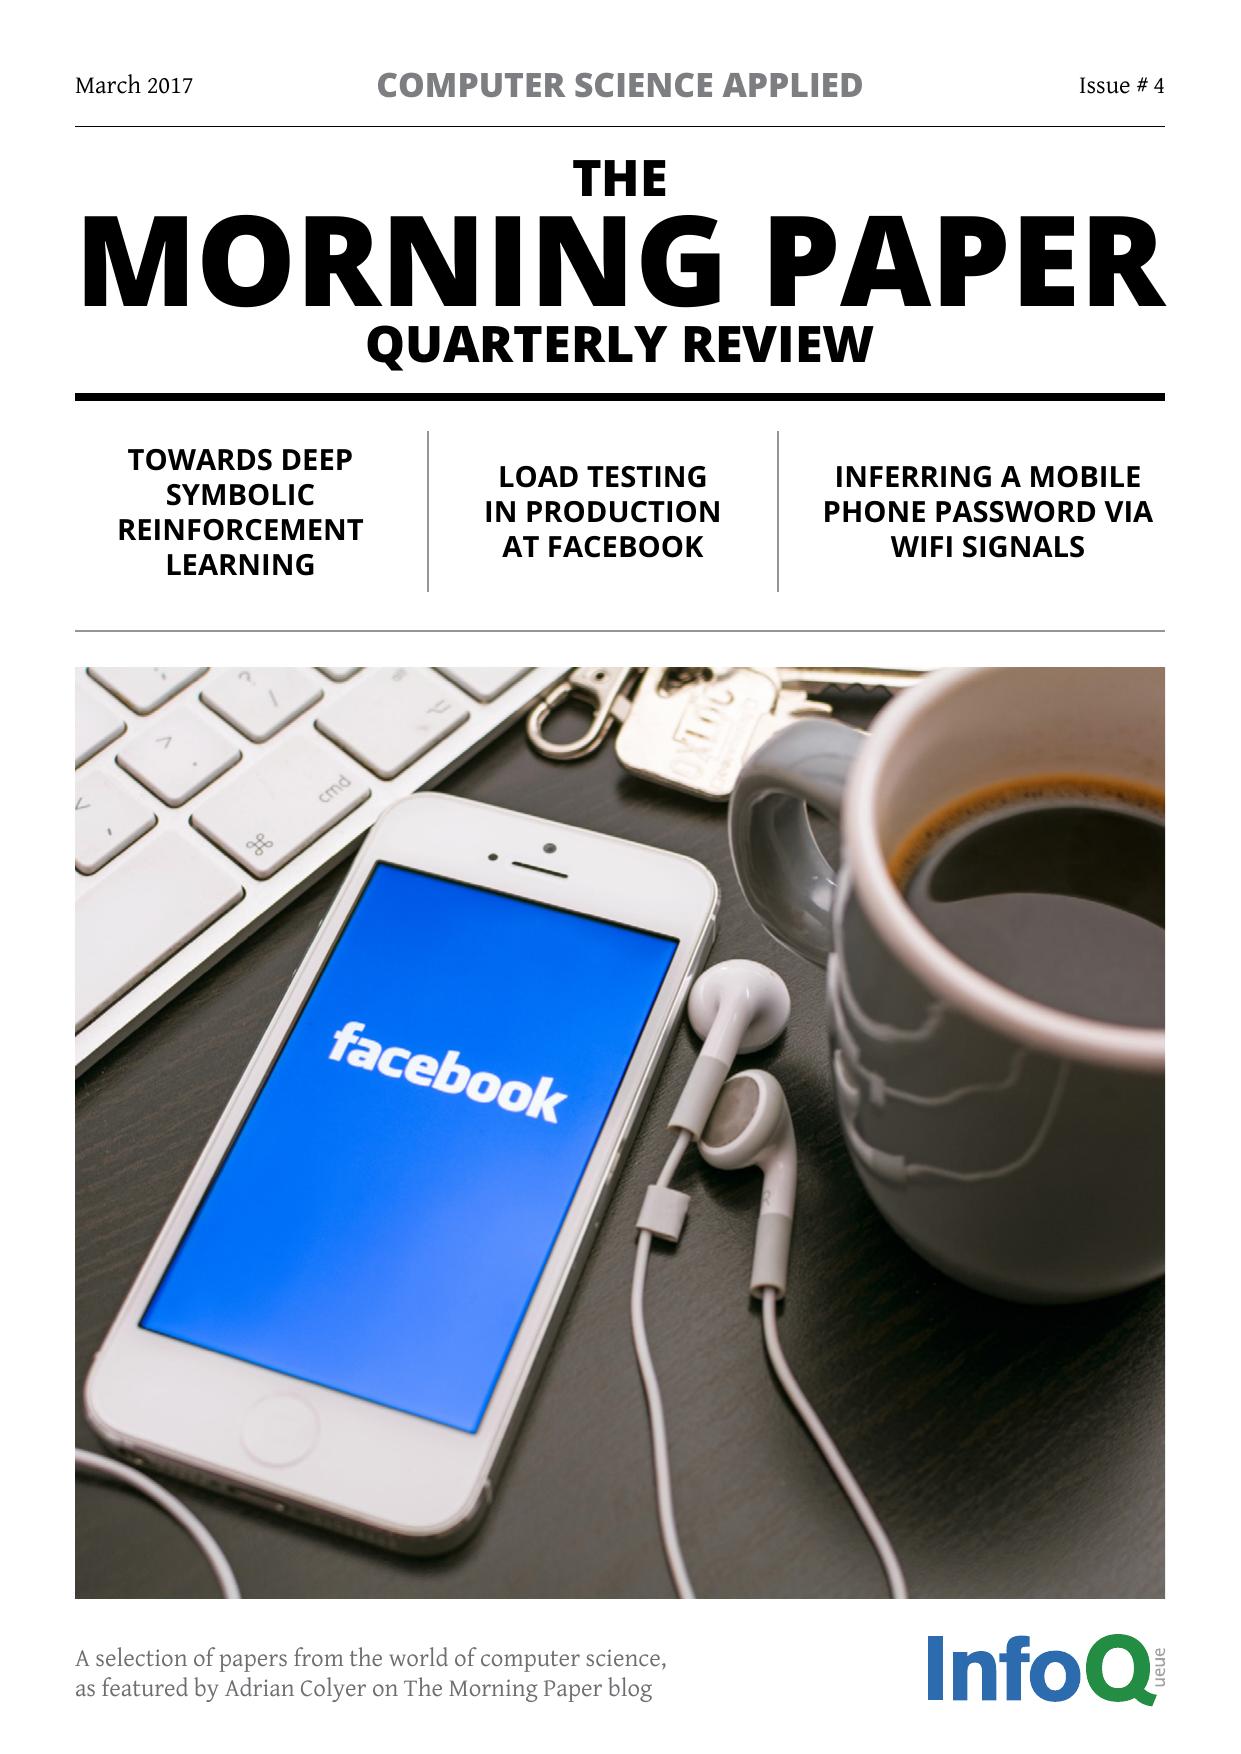 March 2017
COMPUTER SCIENCE APPLIED
Issue # 4
THE
MORNING PAPER
QUARTERLY REVIEW
TOWARDS DEEP
SYMBOLIC
REINFORCEMENT
LEARNING
LOAD TESTING
IN PRODUCTION
AT FACEBOOK
INFERRING A MOBILE
PHONE PASSWORD VIA
WIFI SIGNALS
cmd
⌘
facebook
R
A selection of papers from the world of computer science,
as featured by Adrian Colyer on The Morning Paper blog
InfoQ
ueue